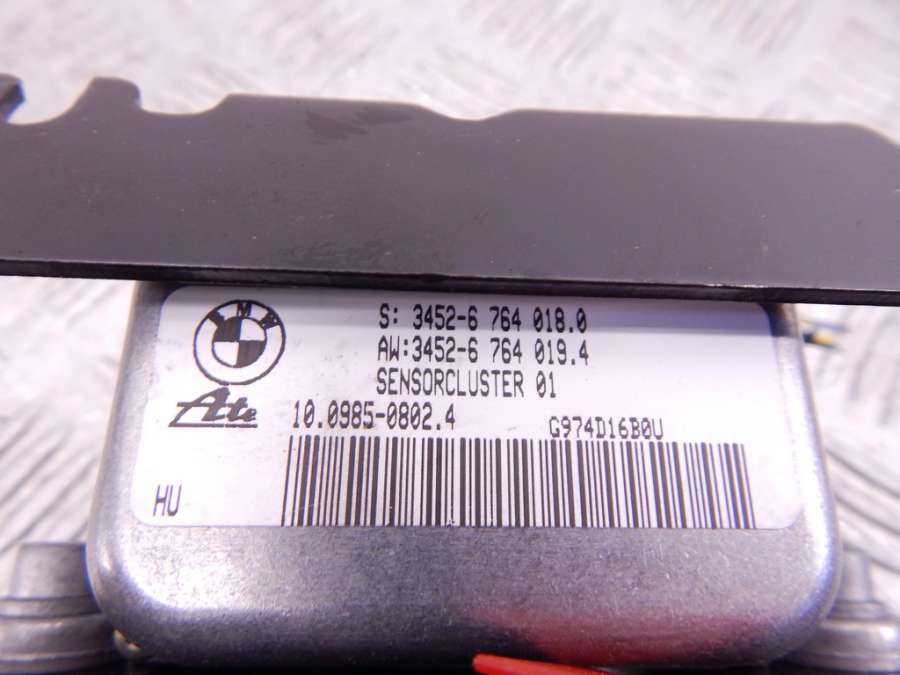 BMW
S: 3452-6 764 018.0
AW:3452-6 764 019.4
SENSORCLUSTER 01
Ate
10.0985-0802.4
G974D16B0U
HU